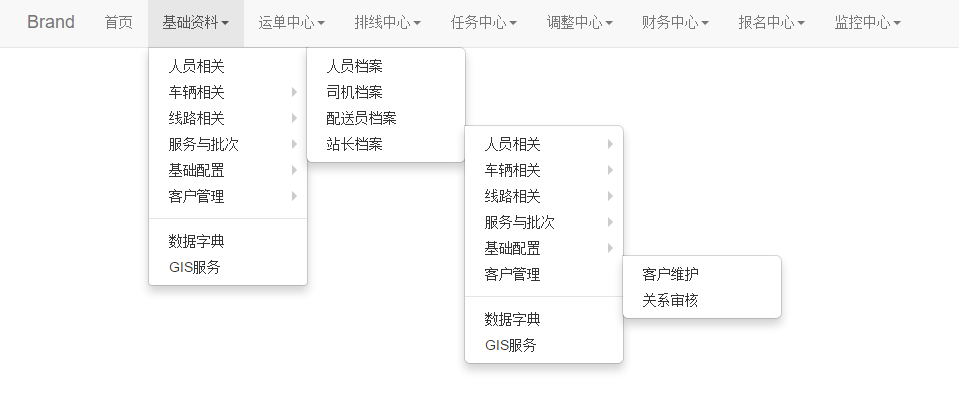 Brand 首页 基础资料 运单中心 排线中心 任务中心 调整中心 财务中心 报名中心 监控中心
人员相关
车辆相关
线路相关
服务与批次
基础配置
客户管理
数据字典
GIS服务
人员档案
司机档案
配送员档案
站长档案
人员相关
车辆相关
线路相关
服务与批次
基础配置
客户管理
数据字典
GIS服务
客户维护
关系审核